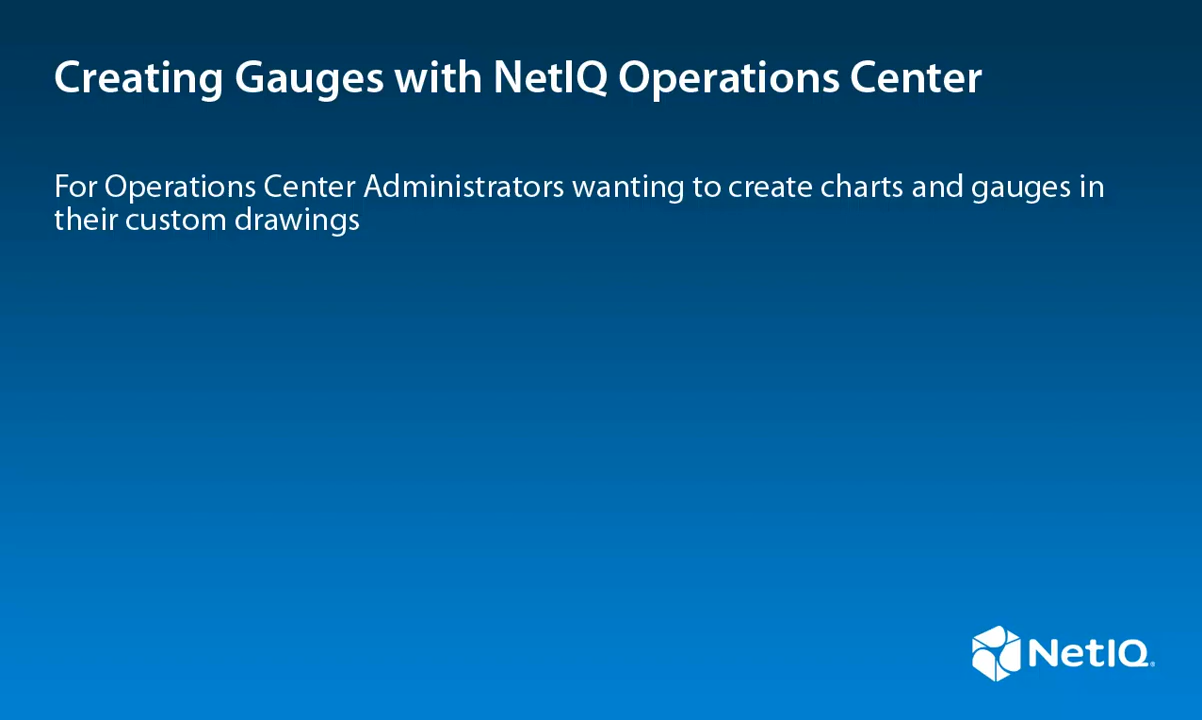 Creating Gauges with NetIQ Operations Center
For Operations Center Administrators wanting to create charts and gauges in
their custom drawings
NetIQ®